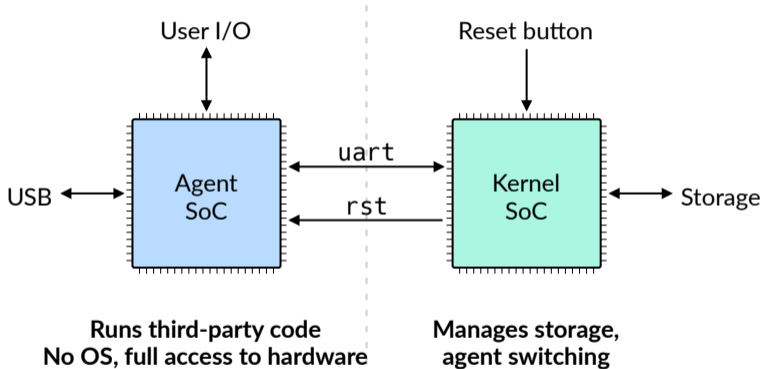 User I/O
Reset button
uart
Agent
SoC
Kernel
SoC
USB
Storage
rst
Runs third-party code
No OS, full access to hardware
Manages storage,
agent switching